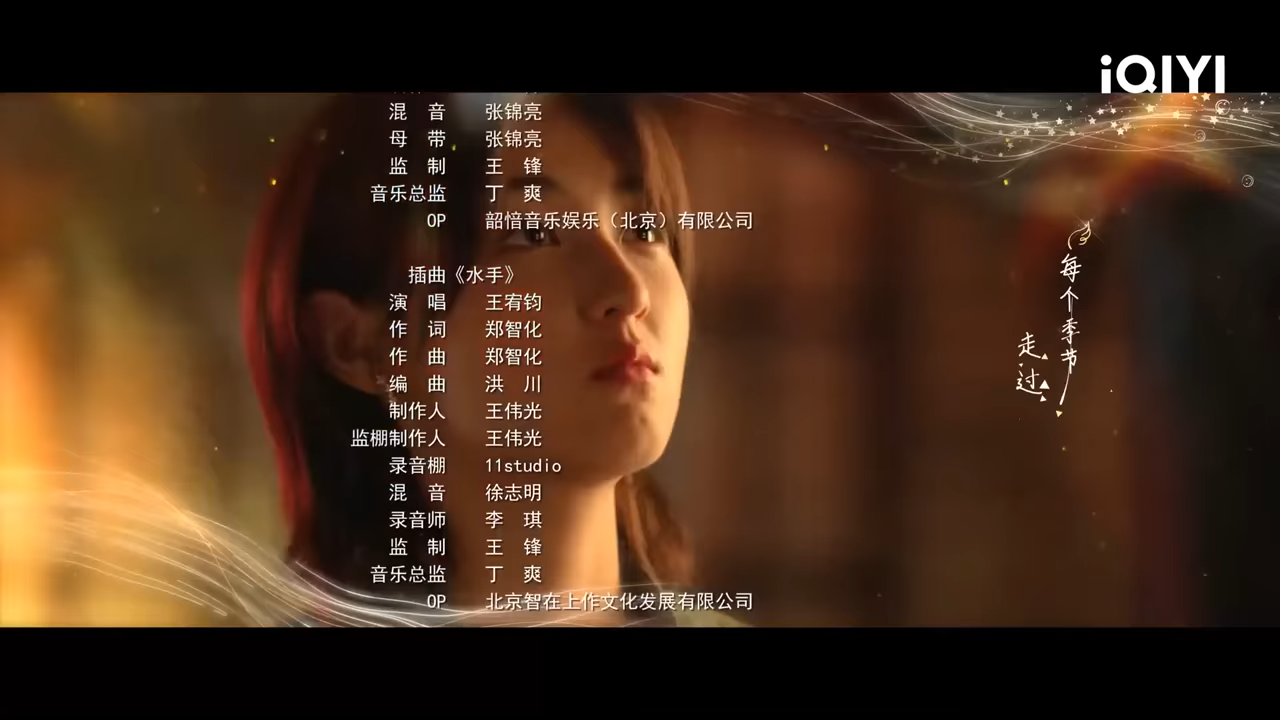 iQIYI
混　音　张锦亮
母　带　张锦亮
监　制　王　锋
音乐总监　丁　爽
OP　韶愔音乐娱乐（北京）有限公司
插曲《水手》
演　唱　王宥钧
作　词　郑智化
作　曲　郑智化
编　曲　洪　川
制作人　王伟光
监棚制作人　王伟光
录音棚　11studio
混　音　徐志明
录音师　李　琪
监　制　王　锋
音乐总监　丁　爽
OP　北京智在上作文化发展有限公司
每个季节
走过